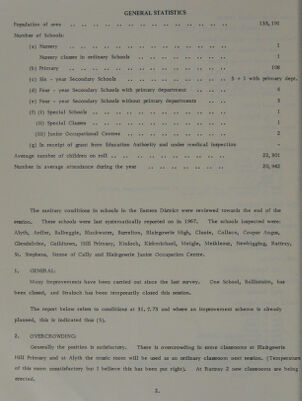 GENERAL STATISTICS
Population of area .. .. .. .. .. .. .. .. .. 135,191
Number of Schools:
(a) Nursery .. .. .. .. .. .. .. .. 1
Nursery classes in ordinary Schools .. .. .. .. .. 1
(b) Primary .. .. .. .. .. .. .. .. 108
(c) Six - year Secondary Schools .. .. .. .. .. 5 + 1 with primary dept.
(d) Four - year Secondary Schools with primary department .. .. .. 6
(e) Four - year Secondary Schools without primary departments .. .. 3
(f) (i) Special Schools .. .. .. .. .. .. .. 1
(ii) Special Classes .. .. .. .. .. .. .. 1
(iii) Junior Occupational Centres .. .. .. .. .. 2
(g) In receipt of grant from Education Authority and under medical inspection -
Average number of children on roll .. .. .. .. .. .. .. 22,901
Number in average attendance during the year .. .. .. .. .. 20,942
The sanitary conditions in schools in the Eastern District were reviewed towards the end of the
session. These schools were last systematically reported on in 1967. The schools inspected were:
Alyth, Ardler, Balbeggie, Blackwater, Burrelton, Blairgowrie High, Clunie, Collace, Coupar Angus,
Glendelvine, Guildtown, Hill Primary, Kinloch, Kirkmichael, Meigle, Meikleour, Newbigging, Rattray,
St. Stephens, Stone of Cally and Blairgowrie Junior Occupational Centre.
1. GENERAL:
Many improvements have been carried out since the last survey. One School, Ballintuim, has
been closed, and Straloch has been temporarily closed this session.
The report below refers to conditions at 31.7.73 and where an improvement scheme is already
planned, this is indicated thus (S).
2. OVERCROWDING:
Generally the position is satisfactory. There is overcrowding in some classrooms at Blairgowrie
Hill Primary and at Alyth the music room will be used as an ordinary classroom next session. (Temperature
of this room unsatisfactory but I believe this has been put right). At Rattray 2 new classrooms are being
erected.
2.